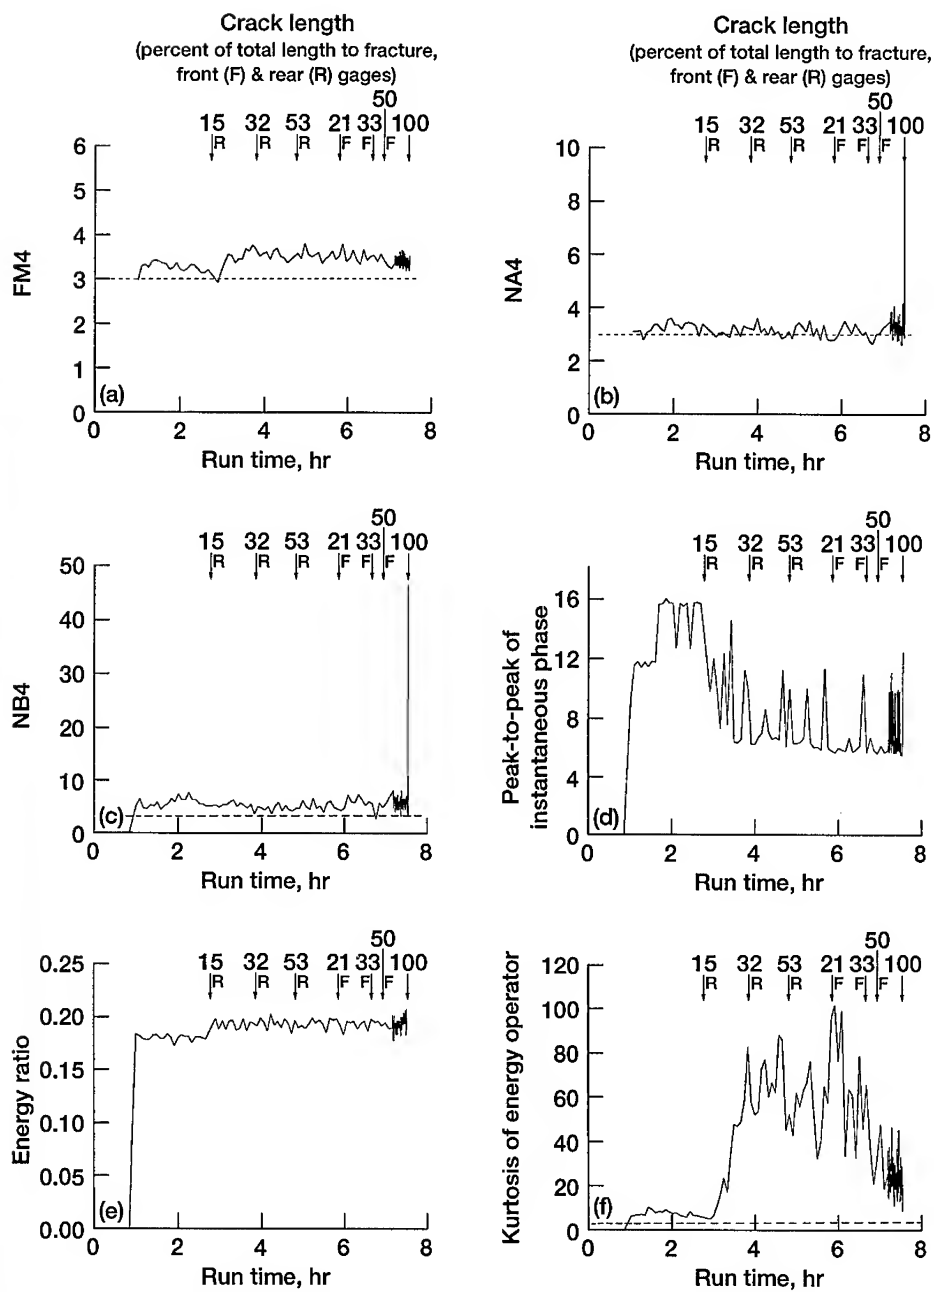 Crack length
(percent of total length to fracture,
front (F) & rear (R) gages)
50
15 32 53 21 33 100
R R R F F F
6
5
4
3
2
1
0
FM4
(a)
0 2 4 6 8
Run time, hr
Crack length
(percent of total length to fracture,
front (F) & rear (R) gages)
50
15 32 53 21 33 100
R R R F F F
10
8
6
4
2
0
NA4
(b)
0 2 4 6 8
Run time, hr
50
15 32 53 21 33 100
R R R F F F
50
40
30
20
10
0
NB4
(c)
0 2 4 6 8
Run time, hr
50
15 32 53 21 33 100
R R R F F F
16
12
8
4
0
Peak-to-peak of
instantaneous phase
(d)
0 2 4 6 8
Run time, hr
50
15 32 53 21 33 100
R R R F F F
0.25
0.20
0.15
0.10
0.05
0.00
Energy ratio
(e)
0 2 4 6 8
Run time, hr
50
15 32 53 21 33 100
R R R F F F
120
100
80
60
40
20
0
Kurtosis of energy operator
(f)
0 2 4 6 8
Run time, hr